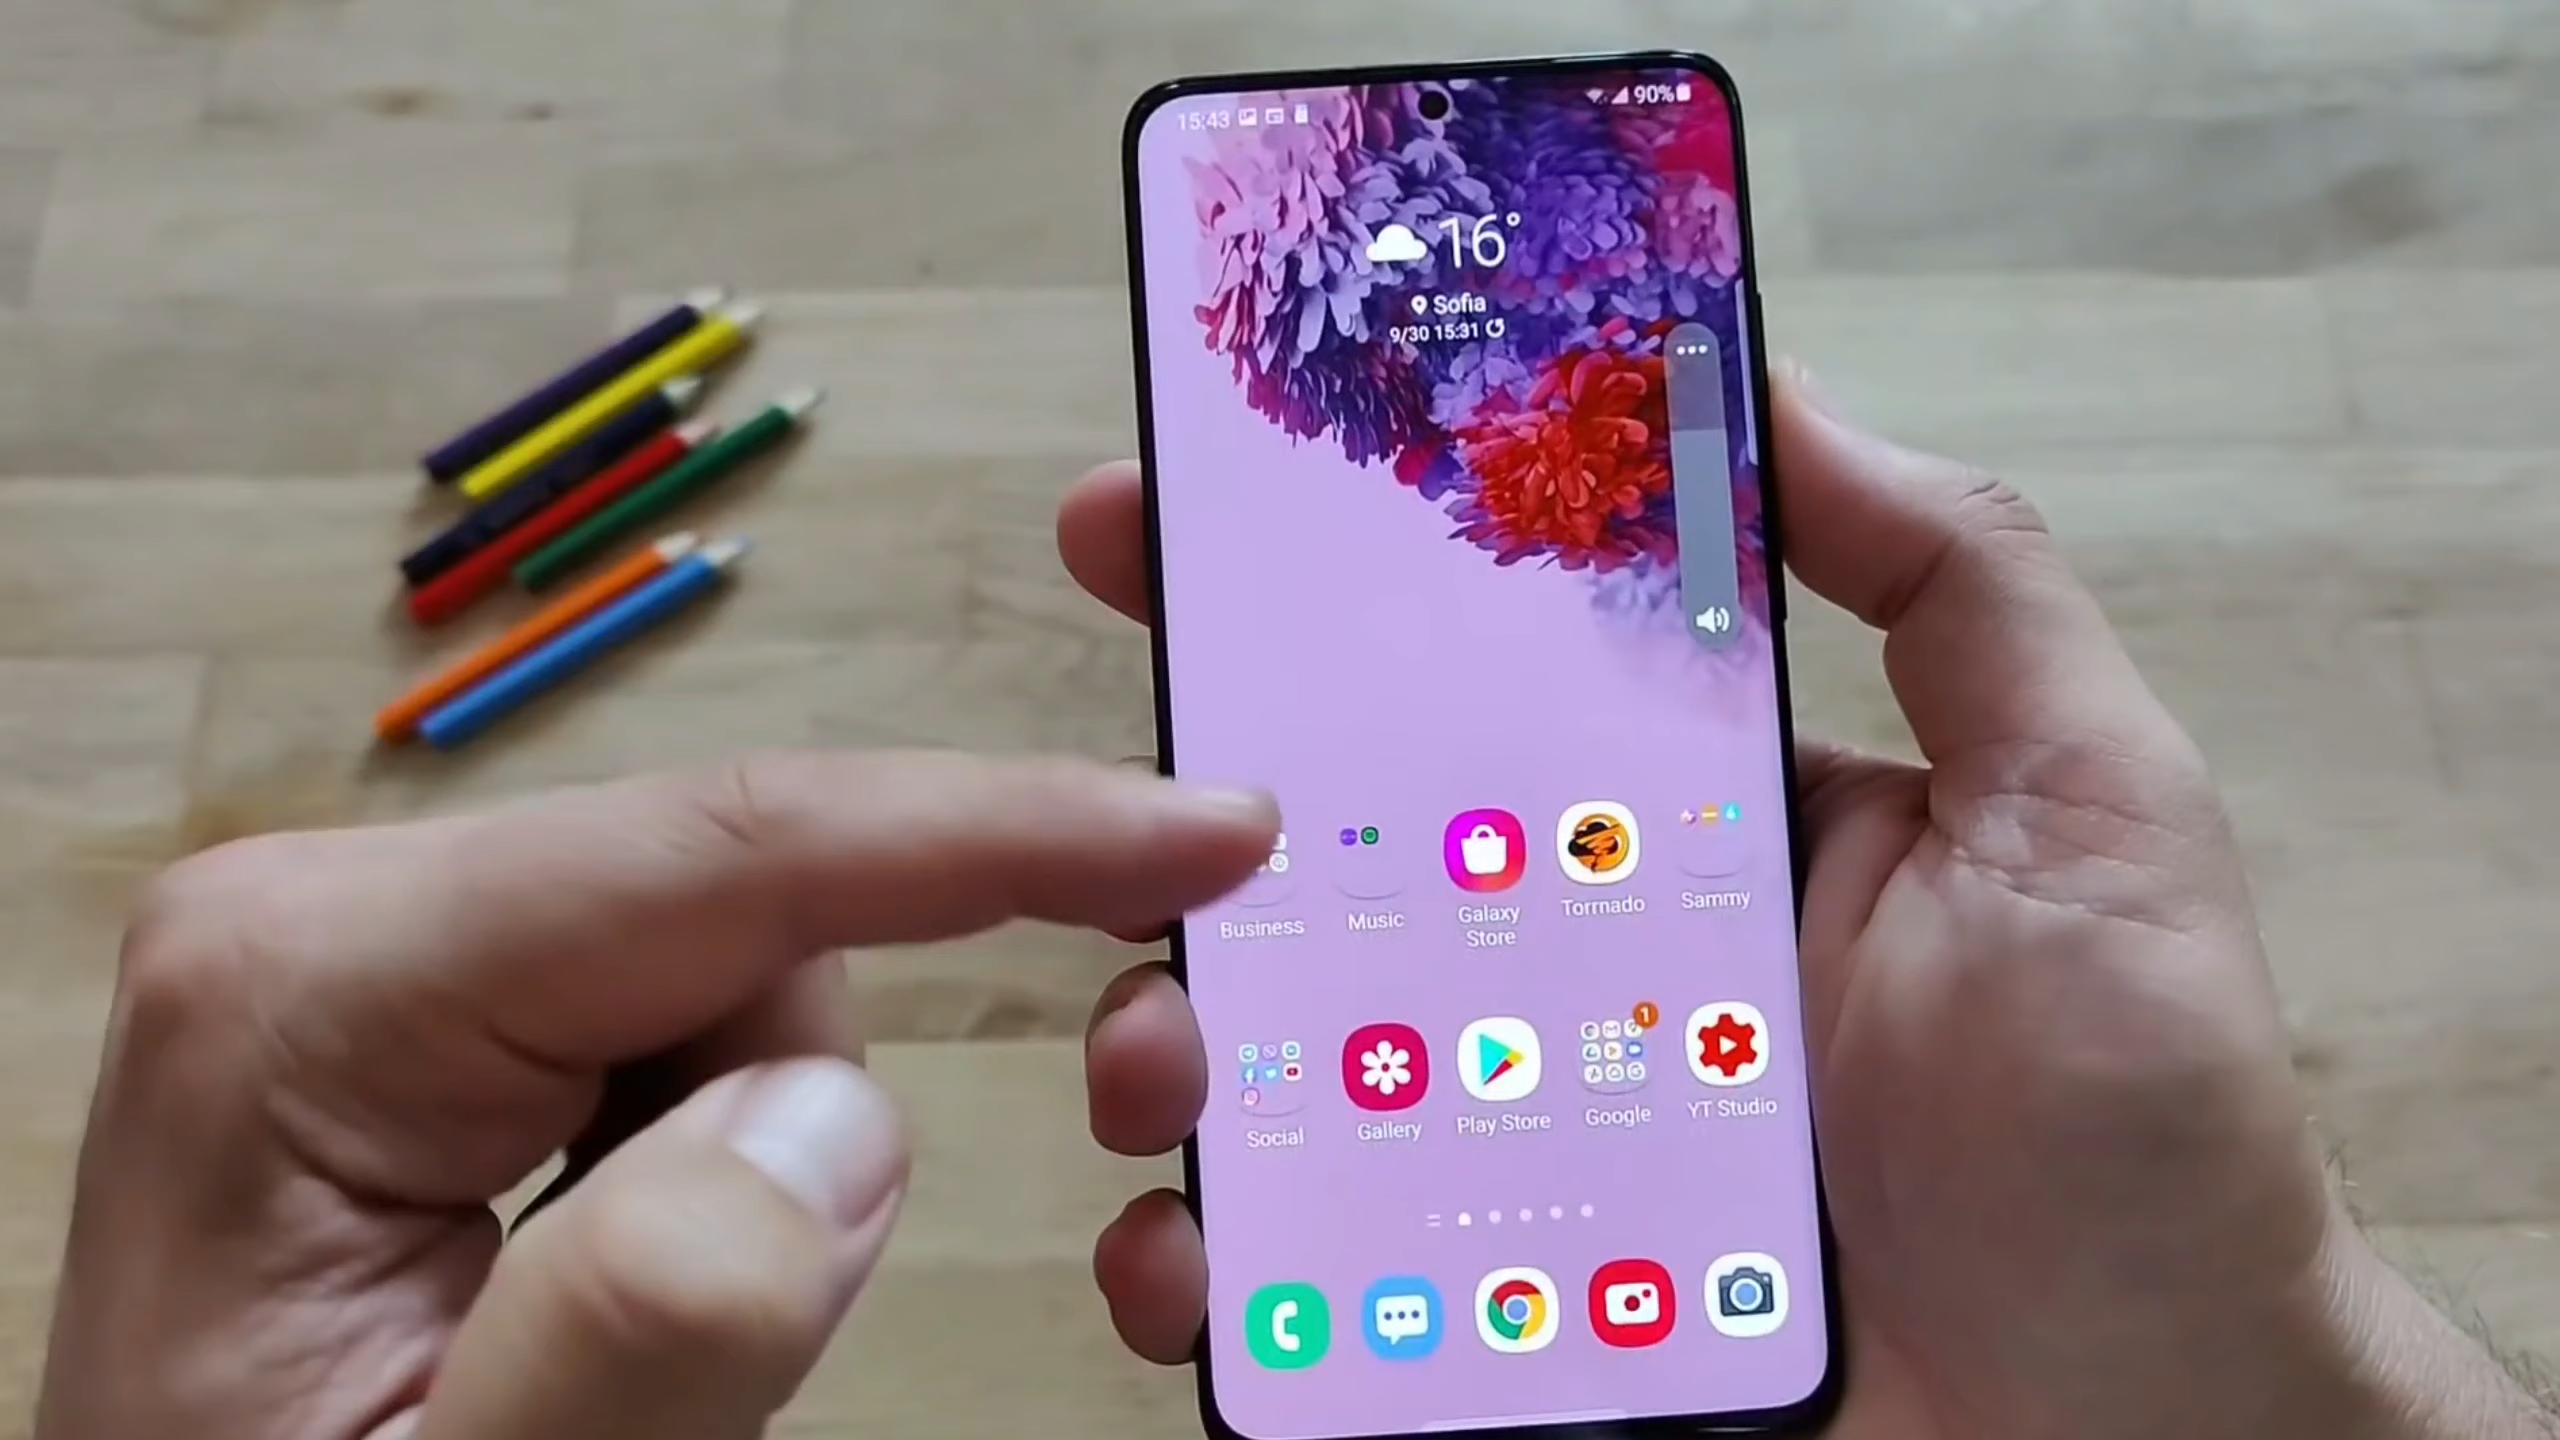 15:43
90%
16°
Sofia
9/30 15:31
Business
Music
Galaxy
Store
Torrnado
Sammy
1
Social
Gallery
Play Store
Google
YT Studio